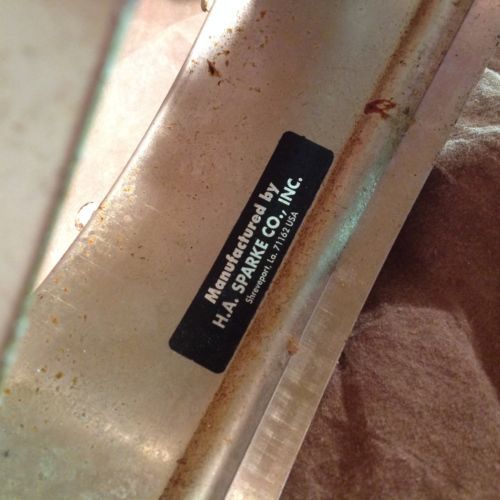 Manufactured by
H.A. SPARKE CO., INC.
Shreveport, La. 71162 USA